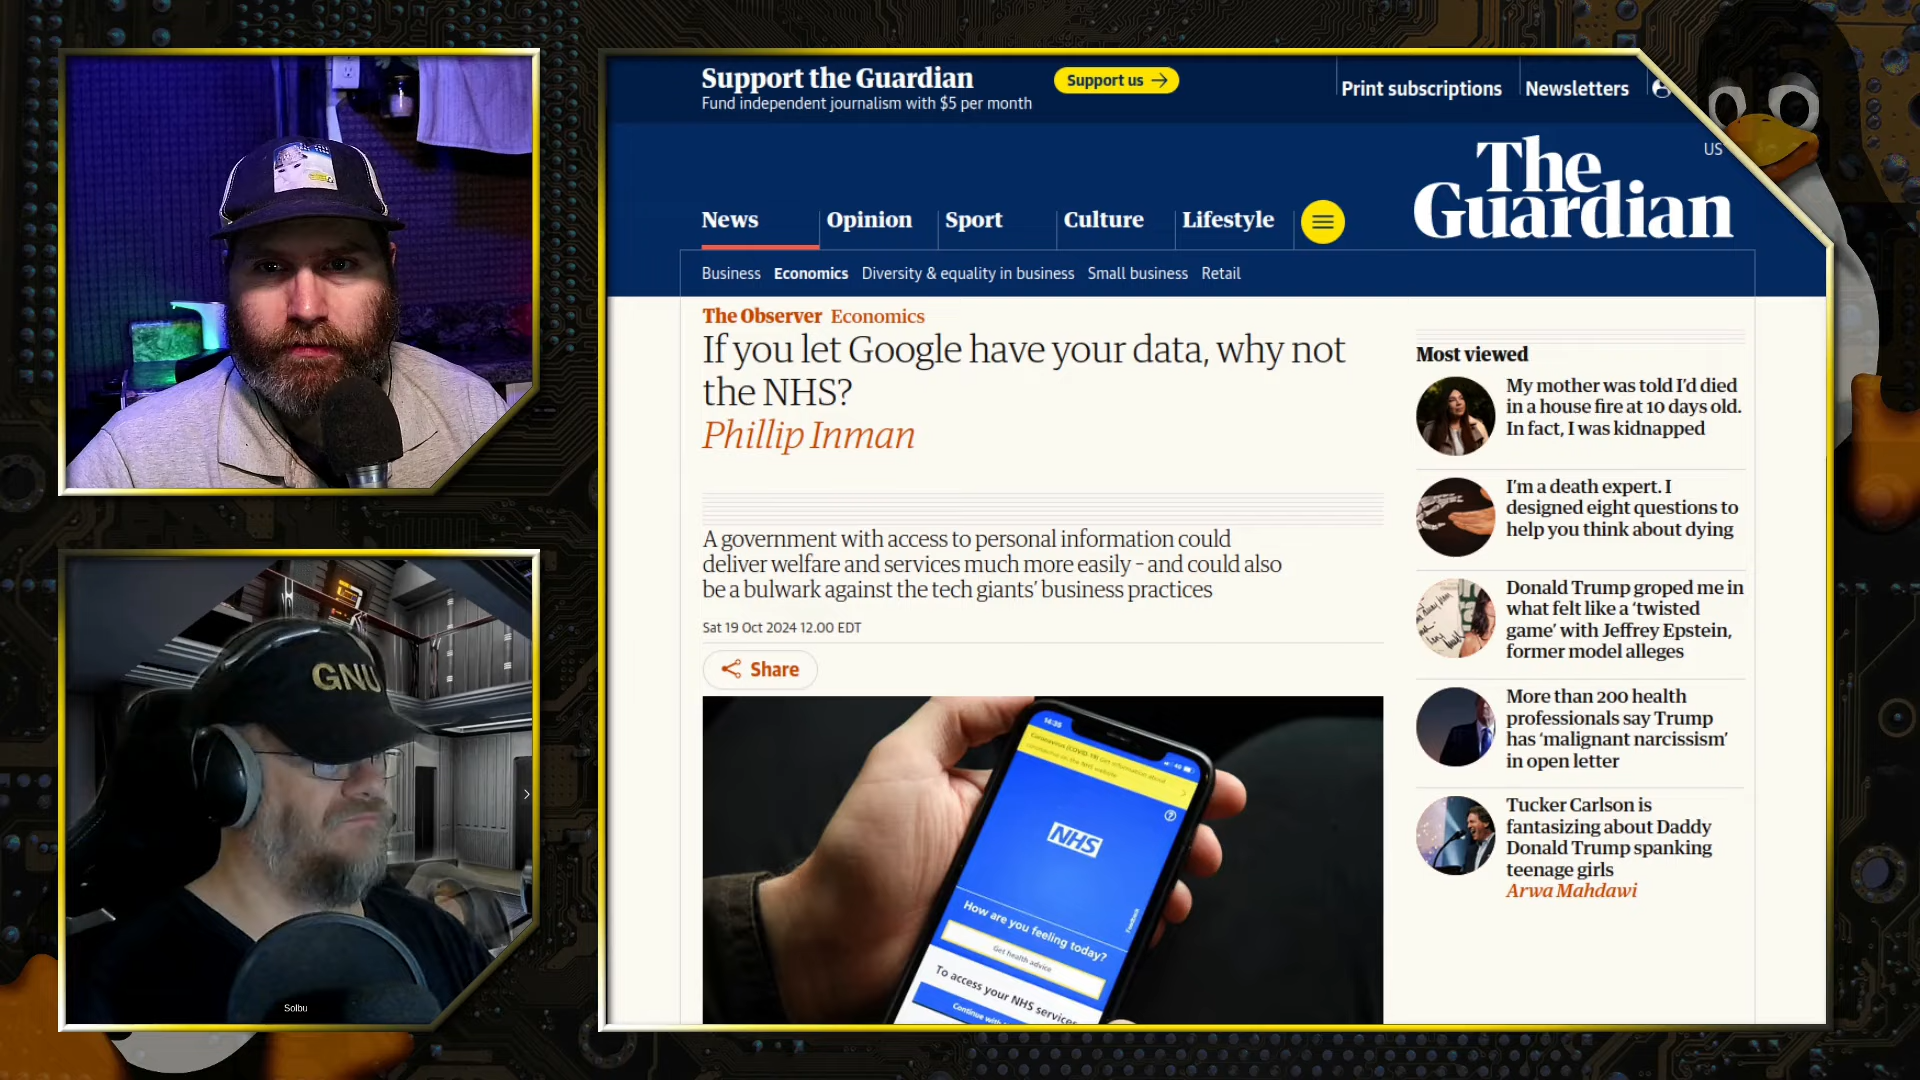 Support the Guardian
Fund independent journalism with $5 per month
Support us
Print subscriptions
Newsletters
US
The
Guardian
News
Opinion
Sport
Culture
Lifestyle
Business
Economics
Diversity & equality in business
Small business
Retail
The Observer Economics
If you let Google have your data, why not
the NHS?
Phillip Inman
A government with access to personal information could
deliver welfare and services much more easily – and could also
be a bulwark against the tech giants’ business practices
Sat 19 Oct 2024 12.00 EDT
Share
14:35
NHS
How are you feeling today?
Get health advice
To access your NHS services
Continue with
Feedback
Most viewed
My mother was told I’d died
in a house fire at 10 days old.
In fact, I was kidnapped
I’m a death expert. I
designed eight questions to
help you think about dying
Donald Trump groped me in
what felt like a ‘twisted
game’ with Jeffrey Epstein,
former model alleges
More than 200 health
professionals say Trump
has ‘malignant narcissism’
in open letter
Tucker Carlson is
fantasizing about Daddy
Donald Trump spanking
teenage girls
Arwa Mahdawi
GNU
Solbu